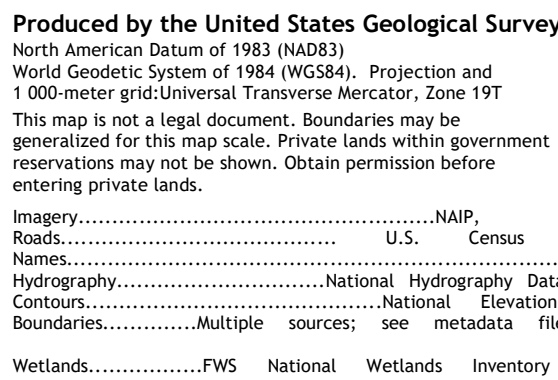 Produced by the United States Geological Survey
North American Datum of 1983 (NAD83)
World Geodetic System of 1984 (WGS84). Projection and
1 000-meter grid:Universal Transverse Mercator, Zone 19T
This map is not a legal document. Boundaries may be
generalized for this map scale. Private lands within government
reservations may not be shown. Obtain permission before
entering private lands.
Imagery.....................................................NAIP,
Roads......................................... U.S. Census
Names..........................................................................
Hydrography...............................National Hydrography Data
Contours............................................National Elevation
Boundaries..............Multiple sources; see metadata file
Wetlands.................FWS National Wetlands Inventory